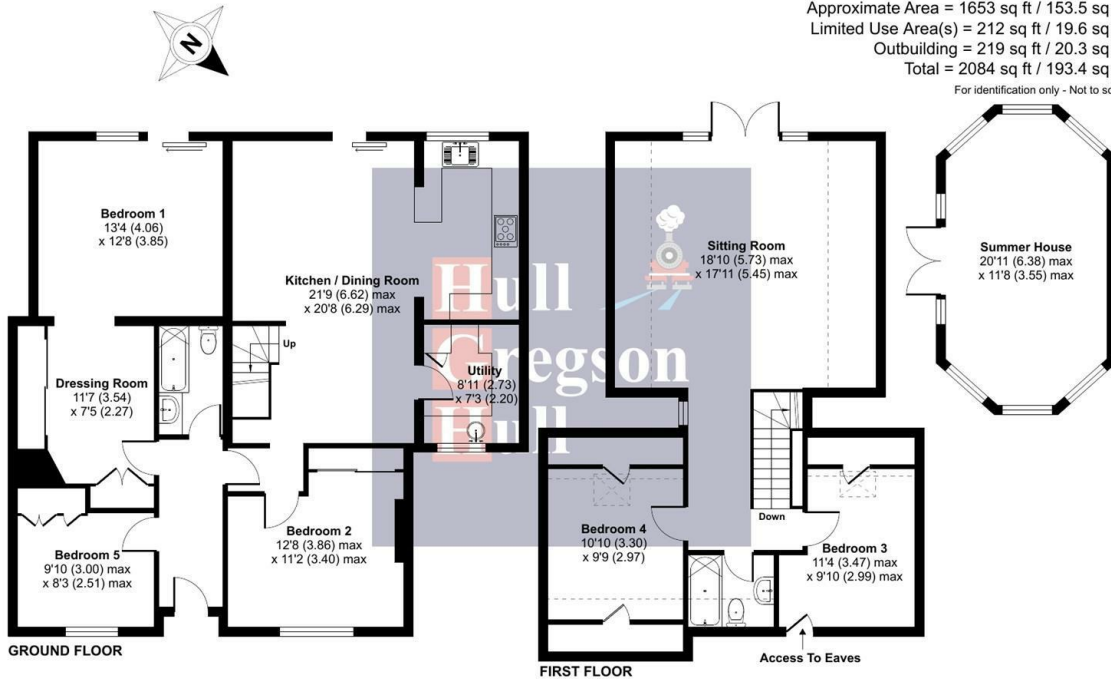 Approximate Area = 1653 sq ft / 153.5 sq
Limited Use Area(s) = 212 sq ft / 19.6 sq
Outbuilding = 219 sq ft / 20.3 sq
Total = 2084 sq ft / 193.4 sq
For identification only - Not to sc
N
Bedroom 1
13'4 (4.06)
x 12'8 (3.85)
Kitchen / Dining Room
21'9 (6.62) max
x 20'8 (6.29) max
Up
Utility
8'11 (2.73)
x 7'3 (2.20)
Dressing Room
11'7 (3.54)
x 7'5 (2.27)
Bedroom 5
9'10 (3.00) max
x 8'3 (2.51) max
Bedroom 2
12'8 (3.86) max
x 11'2 (3.40) max
GROUND FLOOR
Hull
Gregson
Hull
Sitting Room
18'10 (5.73) max
x 17'11 (5.45) max
Summer House
20'11 (6.38) max
x 11'8 (3.55) max
Down
Bedroom 4
10'10 (3.30)
x 9'9 (2.97)
Bedroom 3
11'4 (3.47) max
x 9'10 (2.99) max
Access To Eaves
FIRST FLOOR